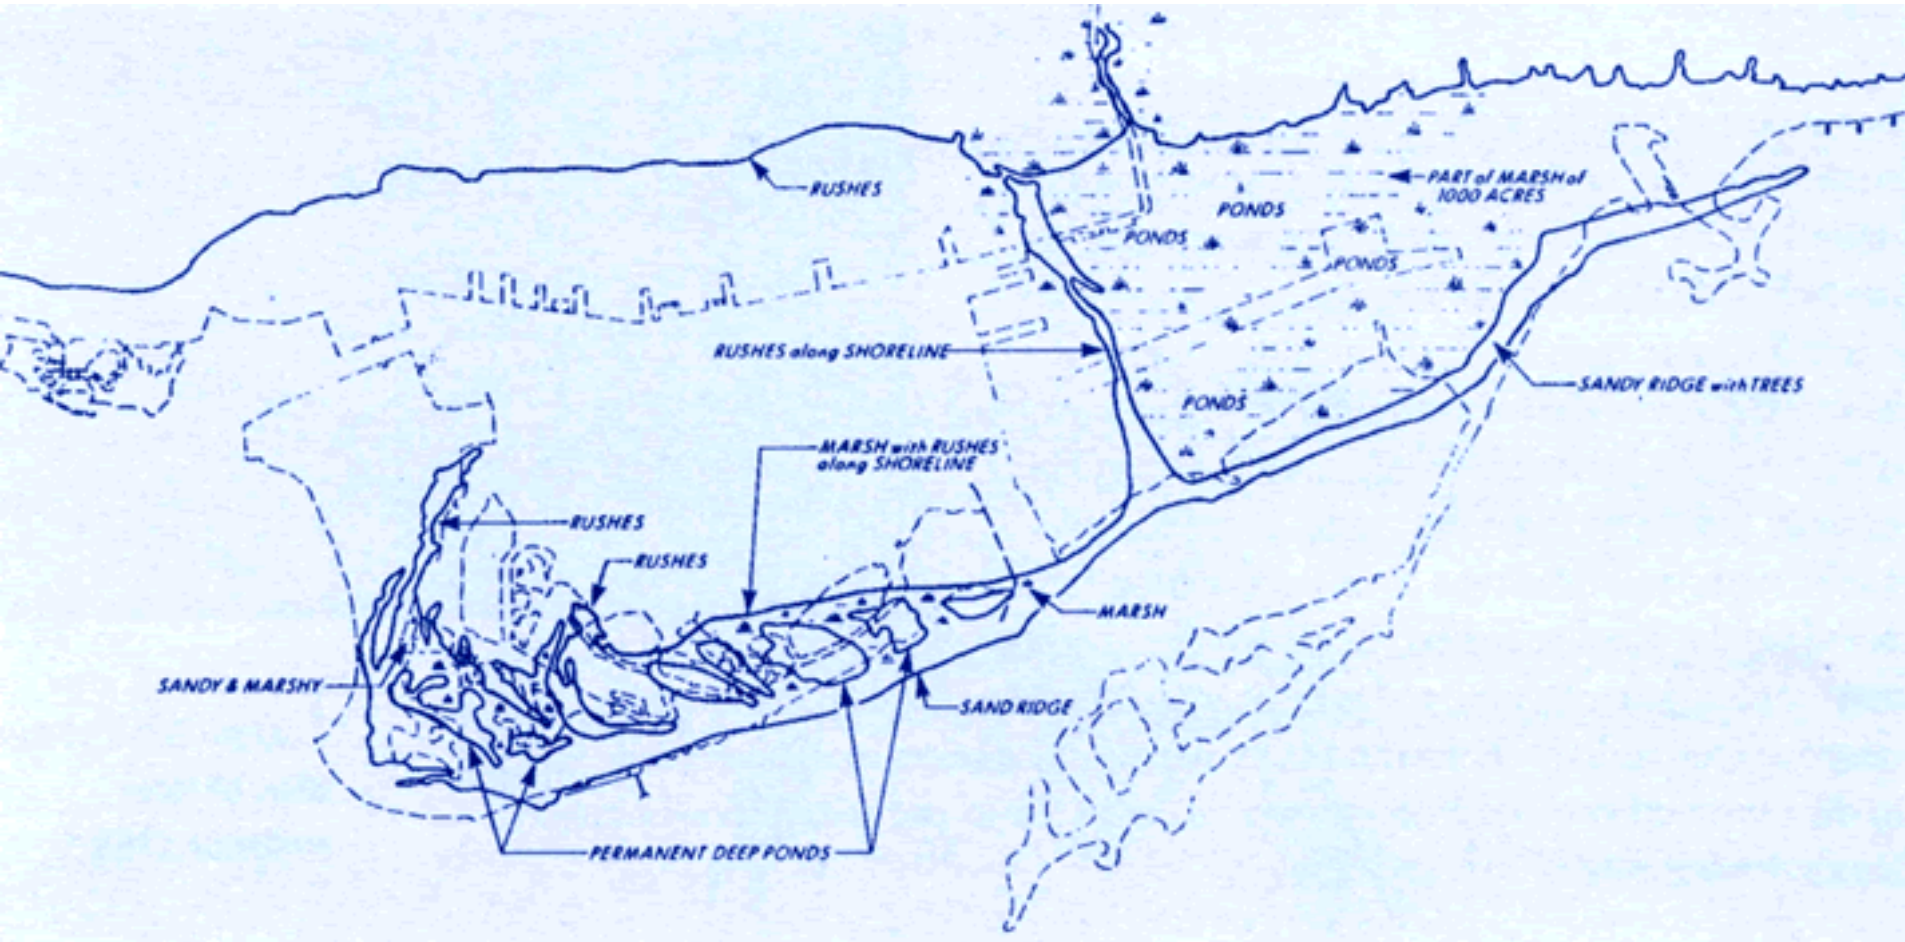 RUSHES
PART of MARSH of
1000 ACRES
PONDS
PONDS
PONDS
RUSHES along SHORELINE
SANDY RIDGE with TREES
PONDS
MARSH with RUSHES
along SHORELINE
RUSHES
RUSHES
MARSH
SANDY & MARSHY
SAND RIDGE
PERMANENT DEEP PONDS